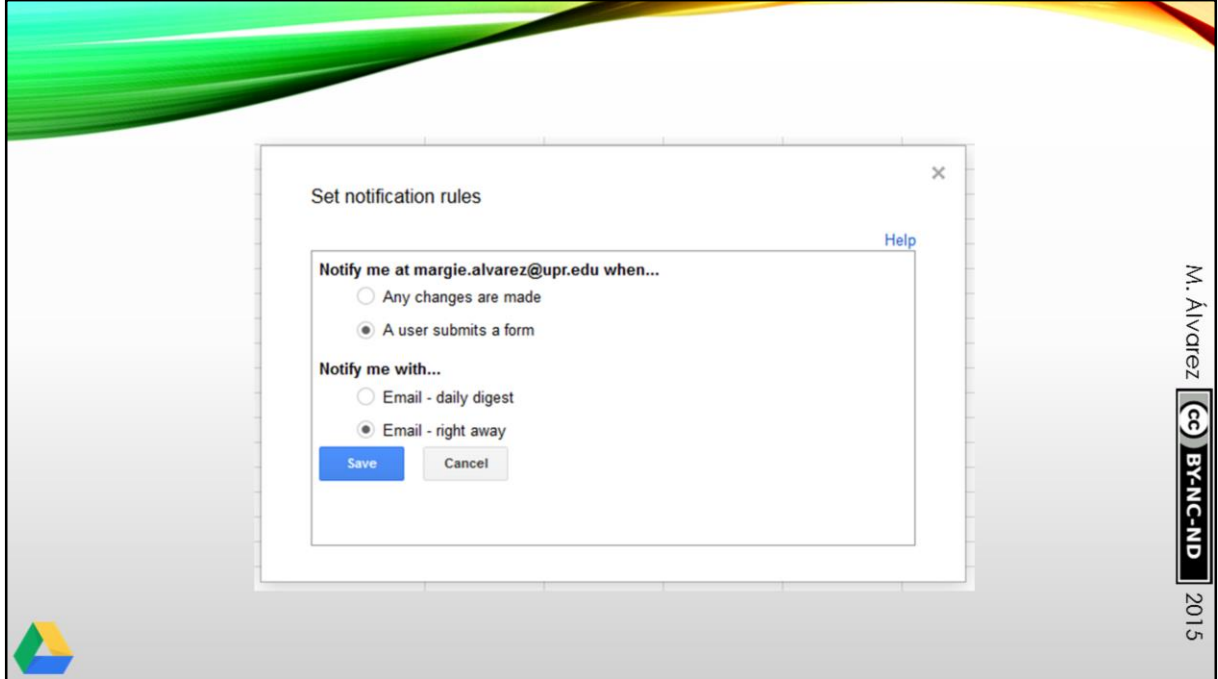 Set notification rules
Help
Notify me at margie.alvarez@upr.edu when...
Any changes are made
A user submits a form
Notify me with...
Email - daily digest
Email - right away
Save Cancel
M. Álvarez cc BY-NC-ND 2015